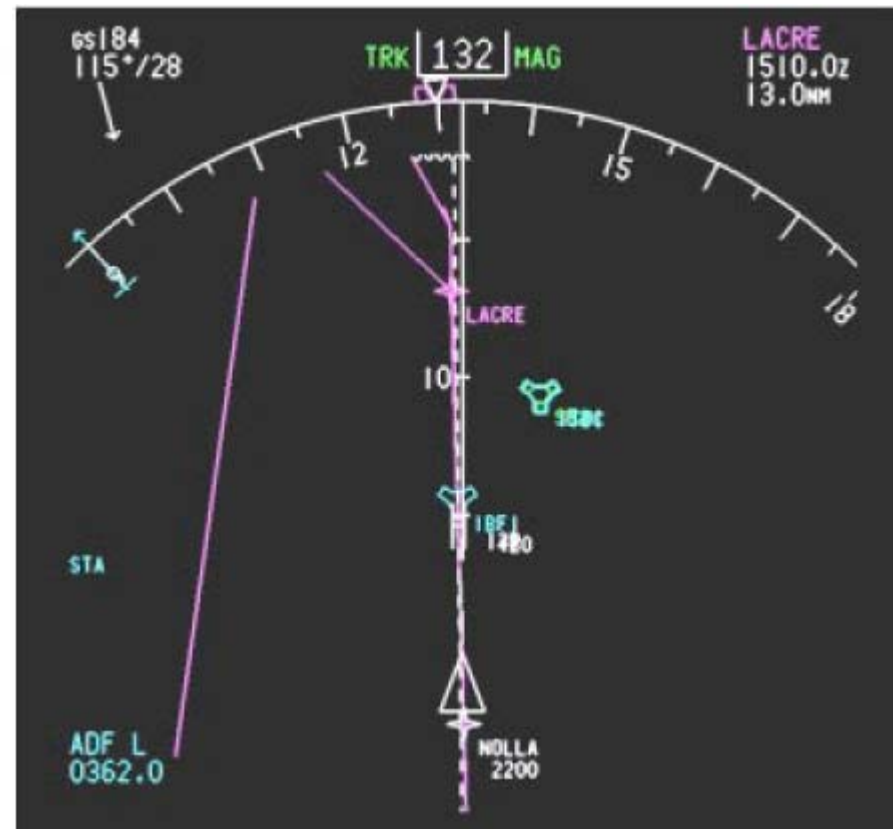 GS184
115°/28
TRK 132 MAG
LACRE
1510.0Z
13.0NM
12
15
18
LACRE
10
STA
NOLLA
2200
ADF L
0362.0